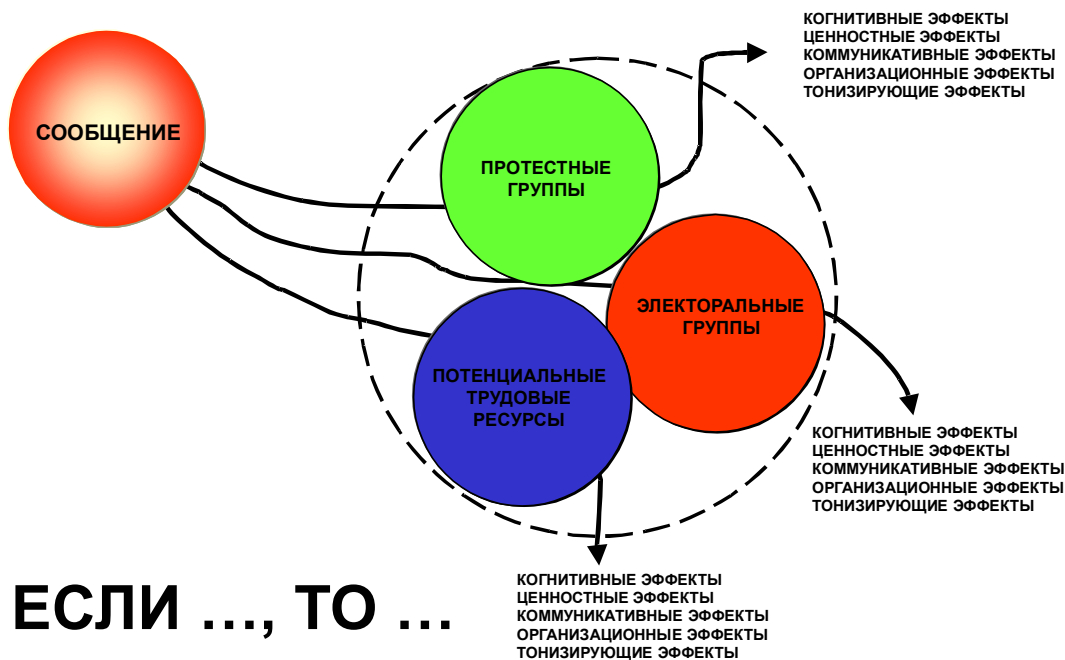 КОГНИТИВНЫЕ ЭФФЕКТЫ
ЦЕННОСТНЫЕ ЭФФЕКТЫ
КОММУНИКАТИВНЫЕ ЭФФЕКТЫ
ОРГАНИЗАЦИОННЫЕ ЭФФЕКТЫ
ТОНИЗИРУЮЩИЕ ЭФФЕКТЫ
СООБЩЕНИЕ
ПРОТЕСТНЫЕ
ГРУППЫ
ЭЛЕКТОРАЛЬНЫЕ
ГРУППЫ
ПОТЕНЦИАЛЬНЫЕ
ТРУДОВЫЕ
РЕСУРСЫ
КОГНИТИВНЫЕ ЭФФЕКТЫ
ЦЕННОСТНЫЕ ЭФФЕКТЫ
КОММУНИКАТИВНЫЕ ЭФФЕКТЫ
ОРГАНИЗАЦИОННЫЕ ЭФФЕКТЫ
ТОНИЗИРУЮЩИЕ ЭФФЕКТЫ
ЕСЛИ ..., ТО ...
КОГНИТИВНЫЕ ЭФФЕКТЫ
ЦЕННОСТНЫЕ ЭФФЕКТЫ
КОММУНИКАТИВНЫЕ ЭФФЕКТЫ
ОРГАНИЗАЦИОННЫЕ ЭФФЕКТЫ
ТОНИЗИРУЮЩИЕ ЭФФЕКТЫ